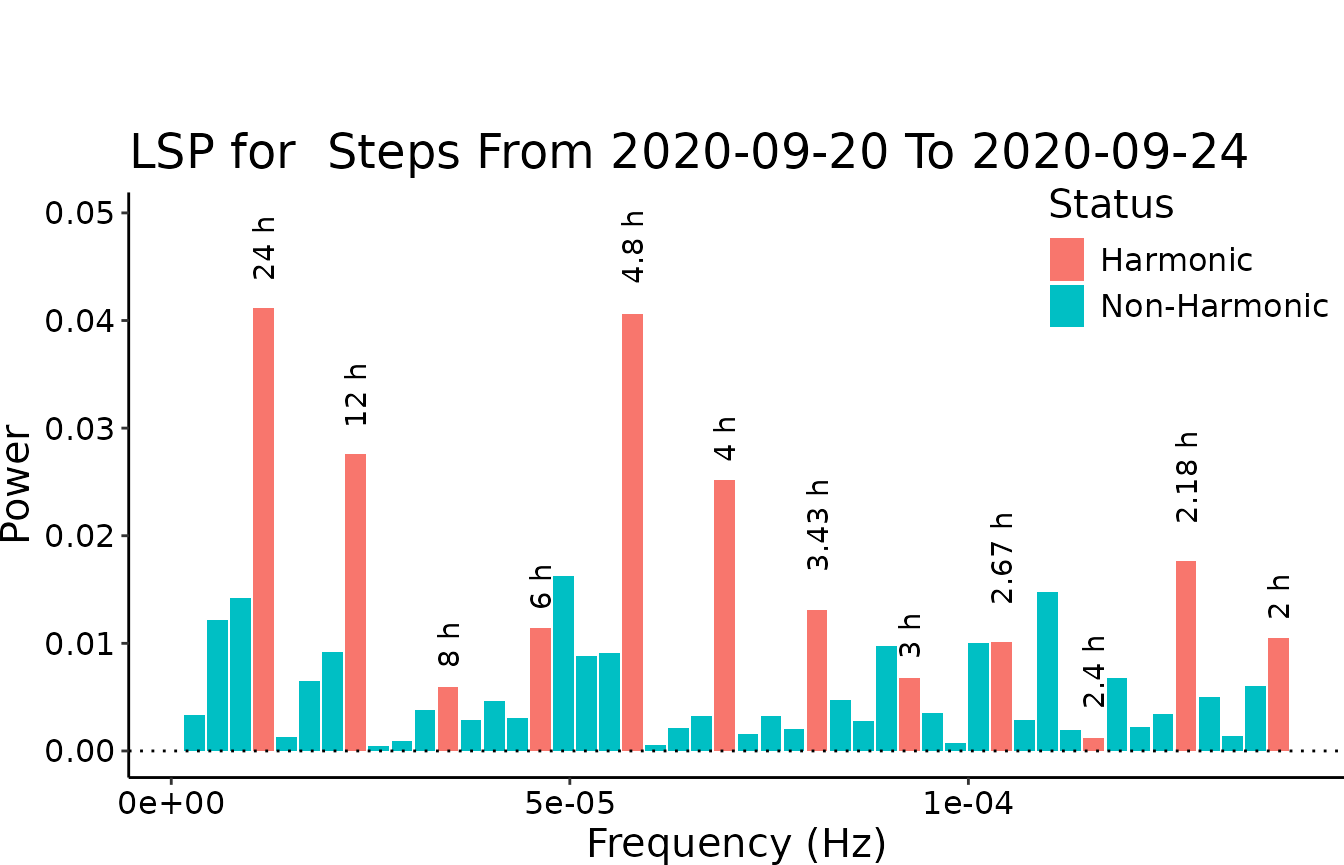 LSP for  Steps From 2020-09-20 To 2020-09-24
Status
Harmonic
Non-Harmonic
Power
0.05
0.04
0.03
0.02
0.01
0.00
24 h
12 h
8 h
6 h
4.8 h
4 h
3.43 h
3 h
2.67 h
2.4 h
2.18 h
2 h
0e+00
5e-05
1e-04
Frequency (Hz)